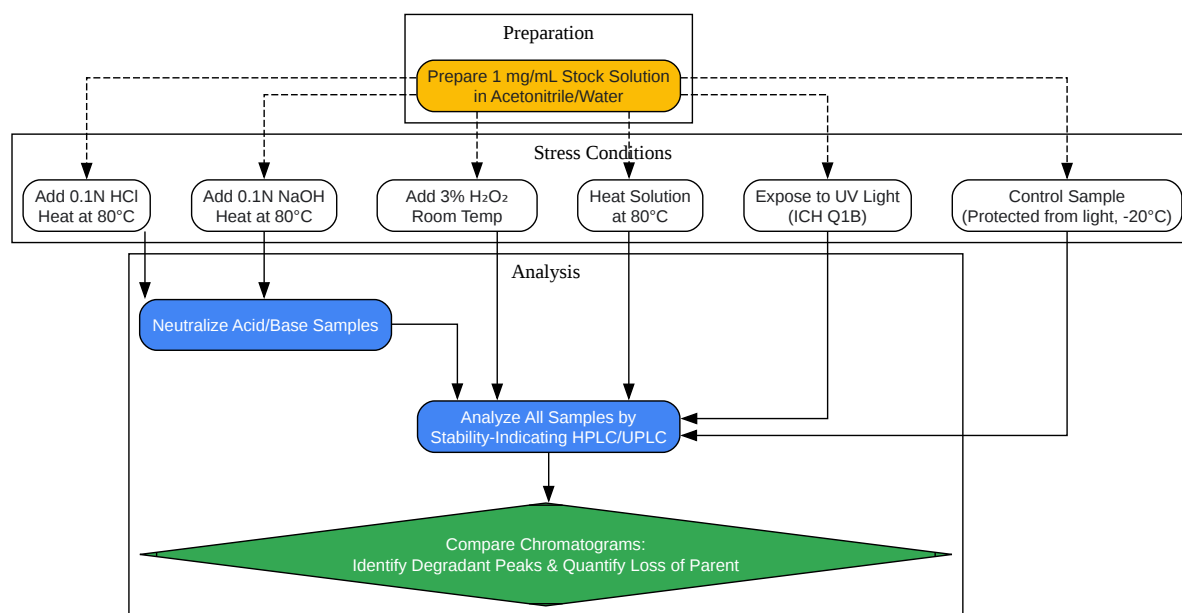 Preparation
Prepare 1 mg/mL Stock Solution
in Acetonitrile/Water
Stress Conditions
Add 0.1N HCl
Heat at 80°C
Add 0.1N NaOH
Heat at 80°C
Add 3% H₂O₂
Room Temp
Heat Solution
at 80°C
Expose to UV Light
(ICH Q1B)
Control Sample
(Protected from light, -20°C)
Analysis
Neutralize Acid/Base Samples
Analyze All Samples by
Stability-Indicating HPLC/UPLC
Compare Chromatograms:
Identify Degradant Peaks & Quantify Loss of Parent